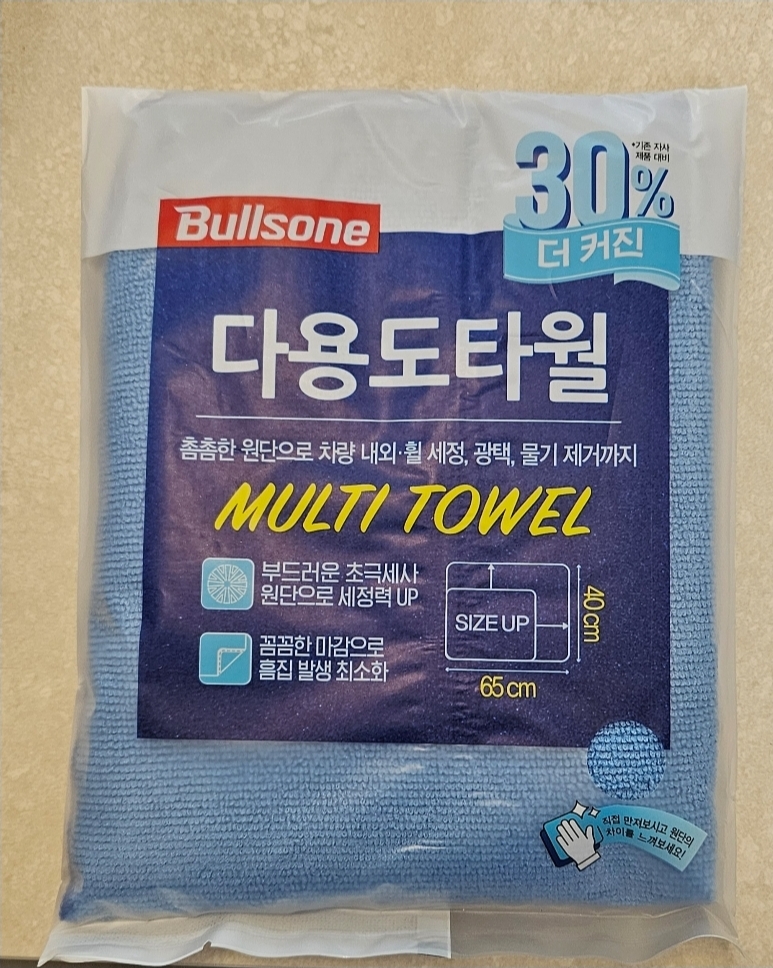 30%
*기존 자사
제품 대비
더 커진
Bullsone
다용도타월
촘촘한 원단으로 차량 내외·휠 세정, 광택, 물기 제거까지
MULTI TOWEL
부드러운 초극세사
원단으로 세정력 UP
꼼꼼한 마감으로
흠집 발생 최소화
SIZE UP
40 cm
65 cm
직접 만져보시고 원단의
차이를 느껴보세요!